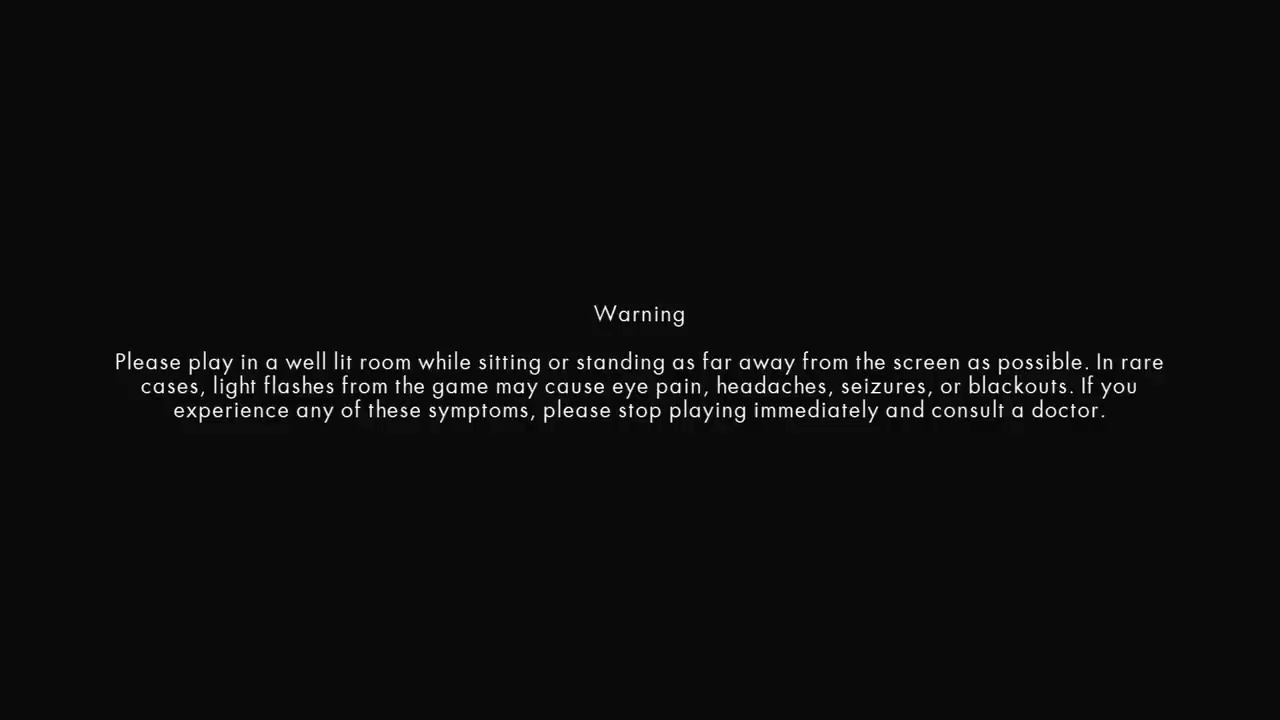 Warning
Please play in a well lit room while sitting or standing as far away from the screen as possible. In rare
cases, light flashes from the game may cause eye pain, headaches, seizures, or blackouts. If you
experience any of these symptoms, please stop playing immediately and consult a doctor.